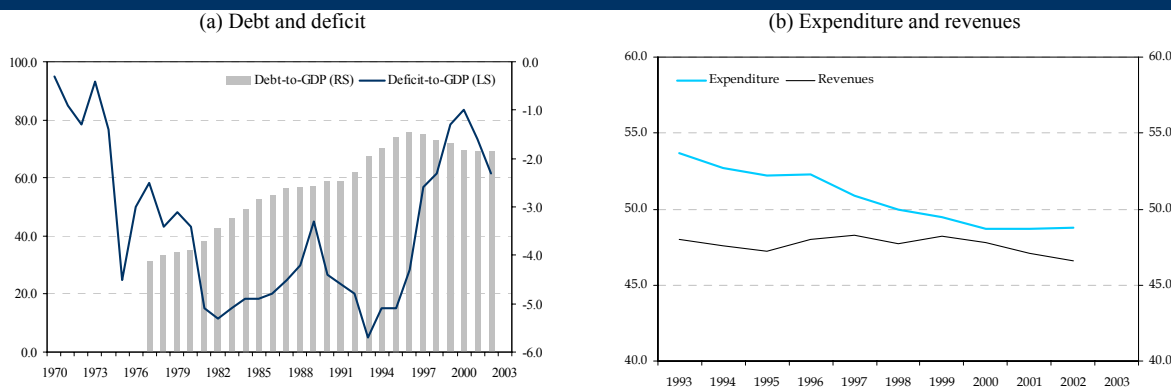 (a) Debt and deficit
100.0
80.0
60.0
40.0
20.0
0.0
Debt-to-GDP (RS)
Deficit-to-GDP (LS)
0.0
-1.0
-2.0
-3.0
-4.0
-5.0
-6.0
1970 1973 1976 1979 1982 1985 1988 1991 1994 1997 2000 2003
(b) Expenditure and revenues
60.0
55.0
50.0
45.0
40.0
Expenditure
Revenues
60.0
55.0
50.0
45.0
40.0
1993 1994 1995 1996 1997 1998 1999 2000 2001 2002 2003